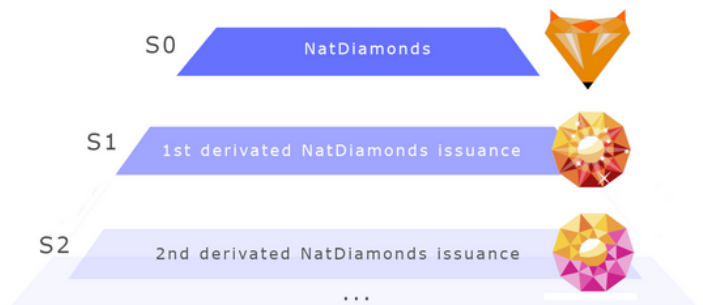 S0
NatDiamonds
S1
1st derivated NatDiamonds issuance
S2
2nd derivated NatDiamonds issuance
...